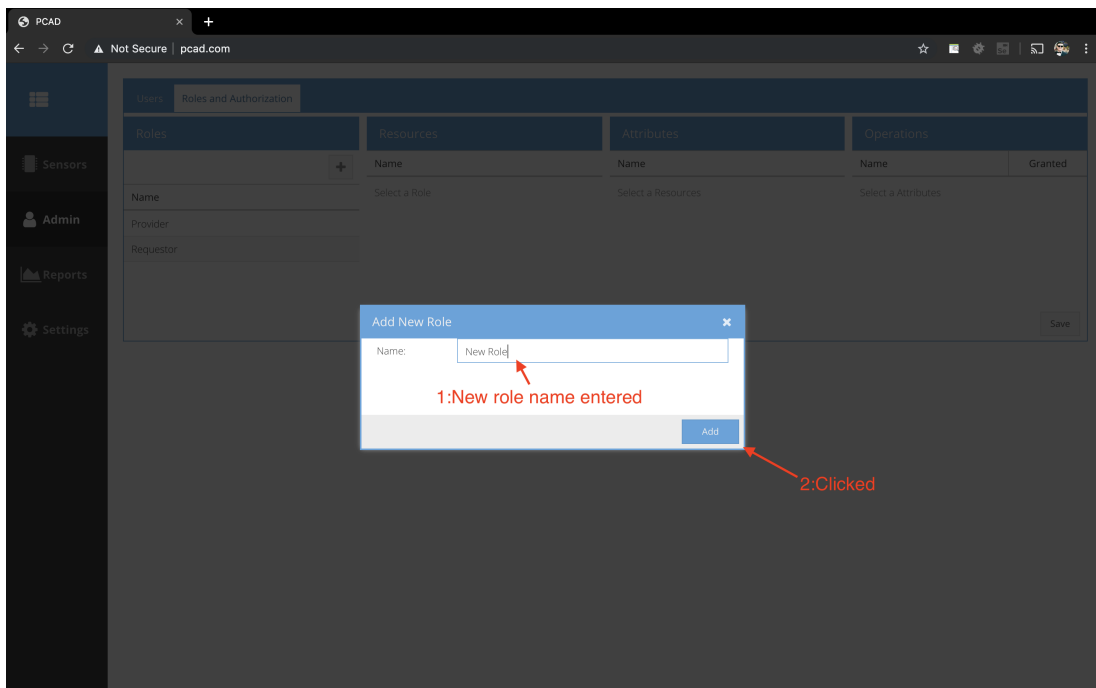 PCAD
Not Secure | pcad.com
Users Roles and Authorization
Roles Resources Attributes Operations
Name Name Name Granted
Sensors
Select a Role Select a Resources Select a Attributes
Name
Admin
Provider
Requestor
Reports
Settings
Save
Add New Role
Name: New Role
1:New role name entered
Add
2:Clicked